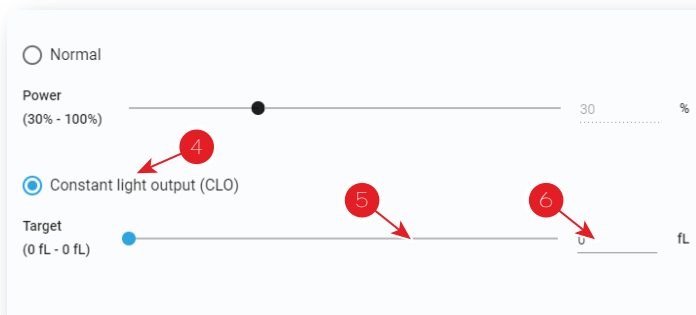 Normal
Power
(30% - 100%)
30
%
4
Constant light output (CLO)
5
6
Target
(0 fL - 0 fL)
0
fL